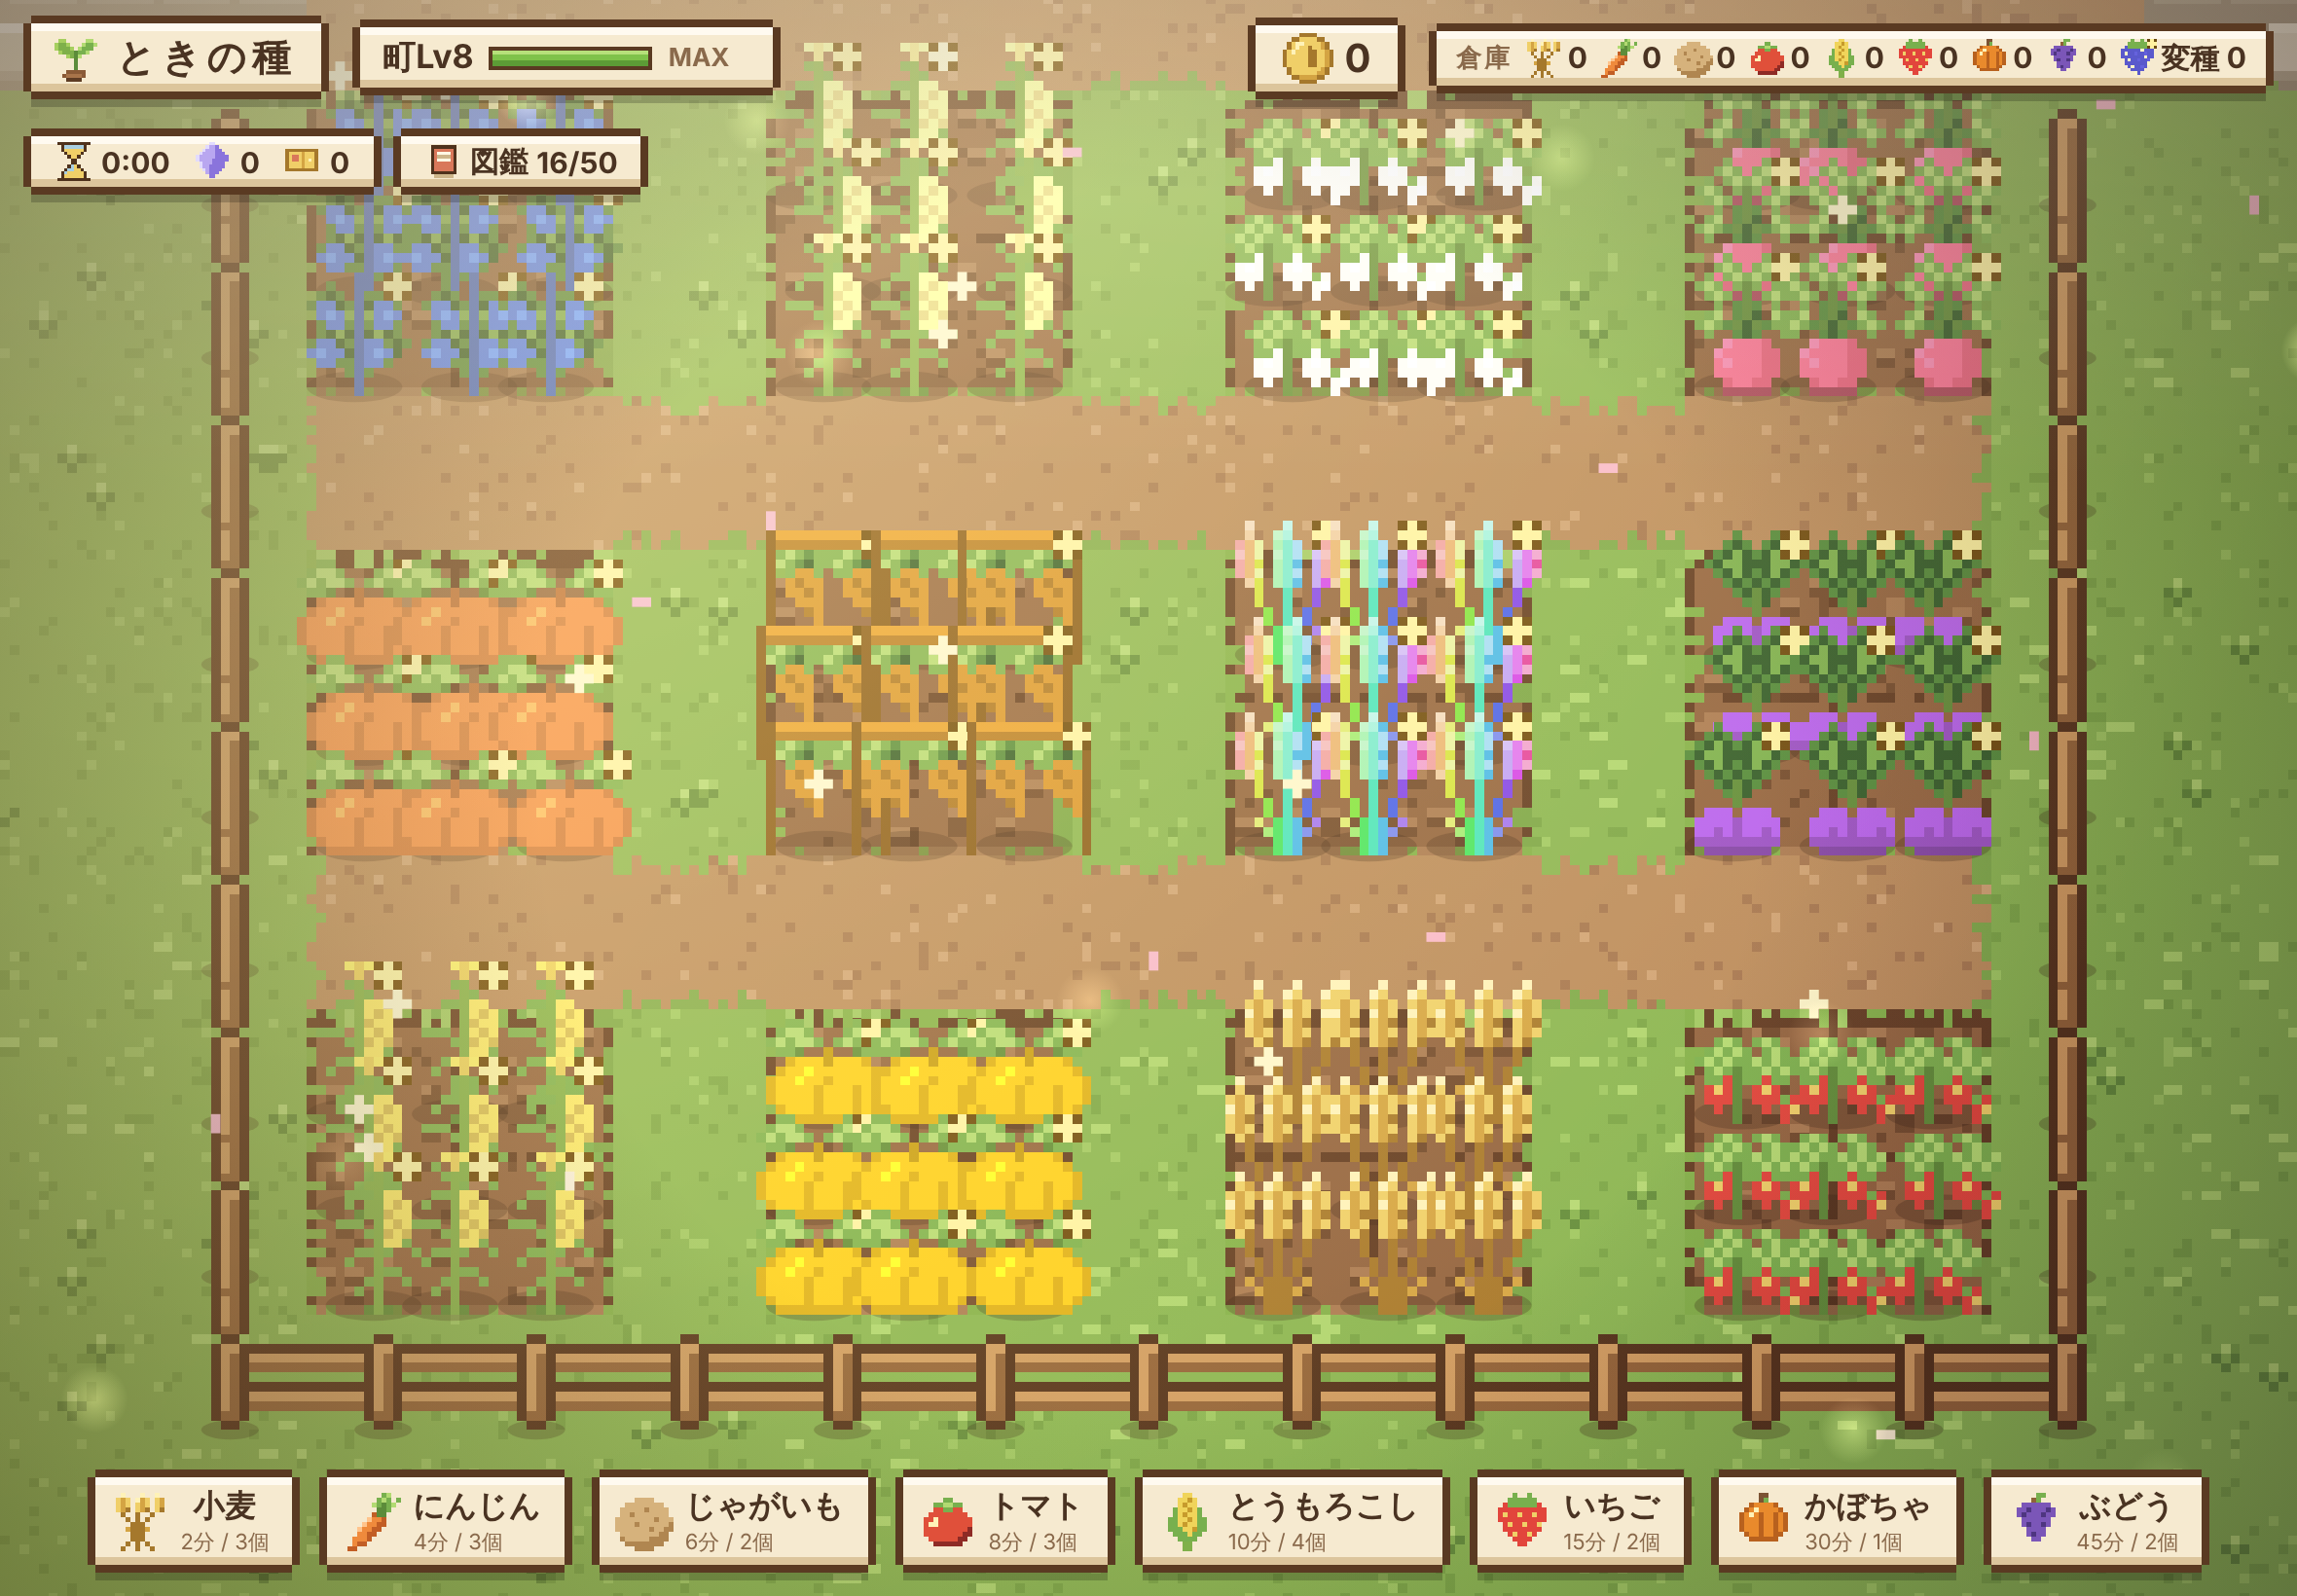 ときの種
町Lv8 MAX
0
倉庫 0 0 0 0 0 0 0 0 変種 0
0:00 0 0
図鑑 16/50
小麦
2分 / 3個
にんじん
4分 / 3個
じゃがいも
6分 / 2個
トマト
8分 / 3個
とうもろこし
10分 / 4個
いちご
15分 / 2個
かぼちゃ
30分 / 1個
ぶどう
45分 / 2個